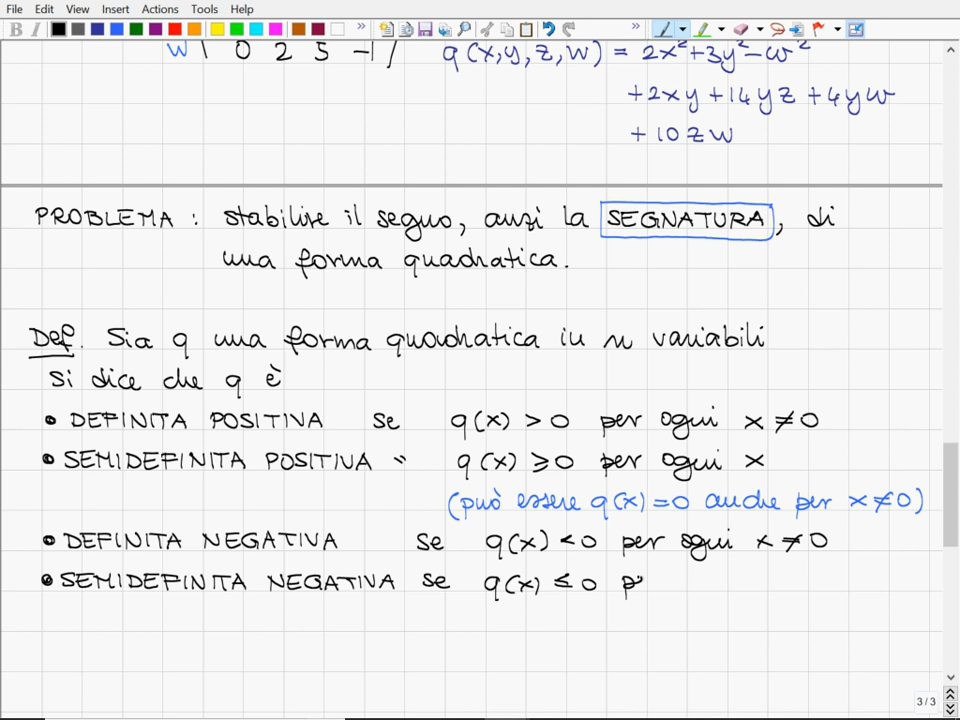 File Edit View Insert Actions Tools Help
B I » »
w 0 2 5 -1 q(x,y,z,w) = 2x²+3y²-w²
+2xy+14yz+4yw
+10zw
PROBLEMA : stabilire il segno, anzi la SEGNATURA, di
una forma quadratica.
Def. Sia q una forma quadratica in n variabili
Si dice che q è
• DEFINITA POSITIVA se q(x) > 0 per ogni x ≠ 0
• SEMIDEFINITA POSITIVA " q(x) ≥ 0 per ogni x
(può essere q(x) = 0 anche per x ≠ 0)
• DEFINITA NEGATIVA se q(x) < 0 per ogni x ≠ 0
• SEMIDEFINITA NEGATIVA se q(x) ≤ 0 p
3 / 3